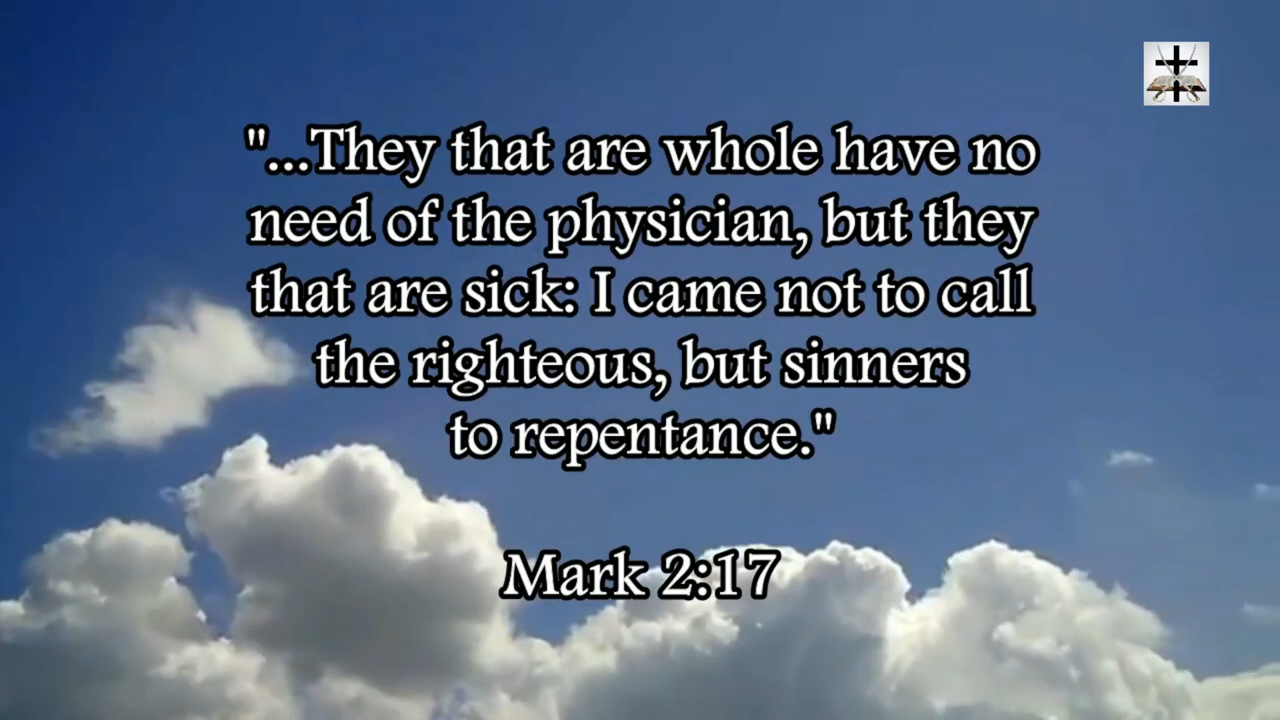 "...They that are whole have no
need of the physician, but they
that are sick: I came not to call
the righteous, but sinners
to repentance."
Mark 2:17